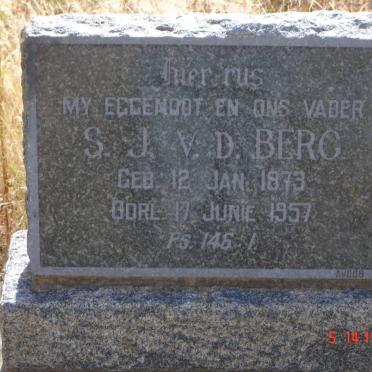 hier rus
MY EGGENOOT EN ONS VADER
S. J. V. D. BERG
GEB. 12 JAN. 1873
OORL. 17 JUNIE 1957
PS. 146. 1.